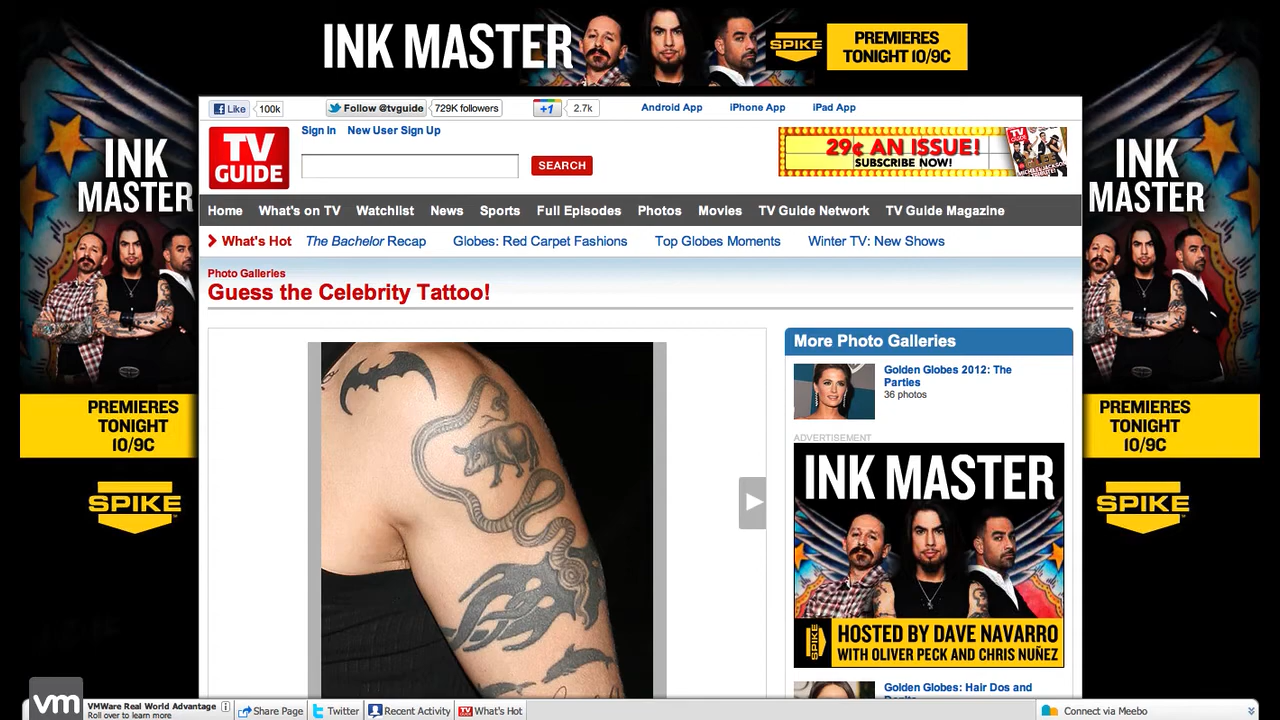 INK MASTER
SPIKE
PREMIERES
TONIGHT 10/9C
Like 100k
Follow @tvguide 729K followers
+1 2.7k
Android App iPhone App iPad App
Sign In New User Sign Up
TV
GUIDE
SEARCH
29¢ AN ISSUE!
SUBSCRIBE NOW!
Home What's on TV Watchlist News Sports Full Episodes Photos Movies TV Guide Network TV Guide Magazine
What's Hot The Bachelor Recap Globes: Red Carpet Fashions Top Globes Moments Winter TV: New Shows
Photo Galleries
Guess the Celebrity Tattoo!
INK
MASTER
PREMIERES
TONIGHT
10/9C
SPIKE
More Photo Galleries
Golden Globes 2012: The
Parties
36 photos
ADVERTISEMENT
INK MASTER
SPIKE
HOSTED BY DAVE NAVARRO
WITH OLIVER PECK AND CHRIS NUÑEZ
Golden Globes: Hair Dos and
INK
MASTER
PREMIERES
TONIGHT
10/9C
SPIKE
vm
VMWare Real World Advantage
Roll over to learn more
Share Page Twitter Recent Activity What's Hot
Connect via Meebo